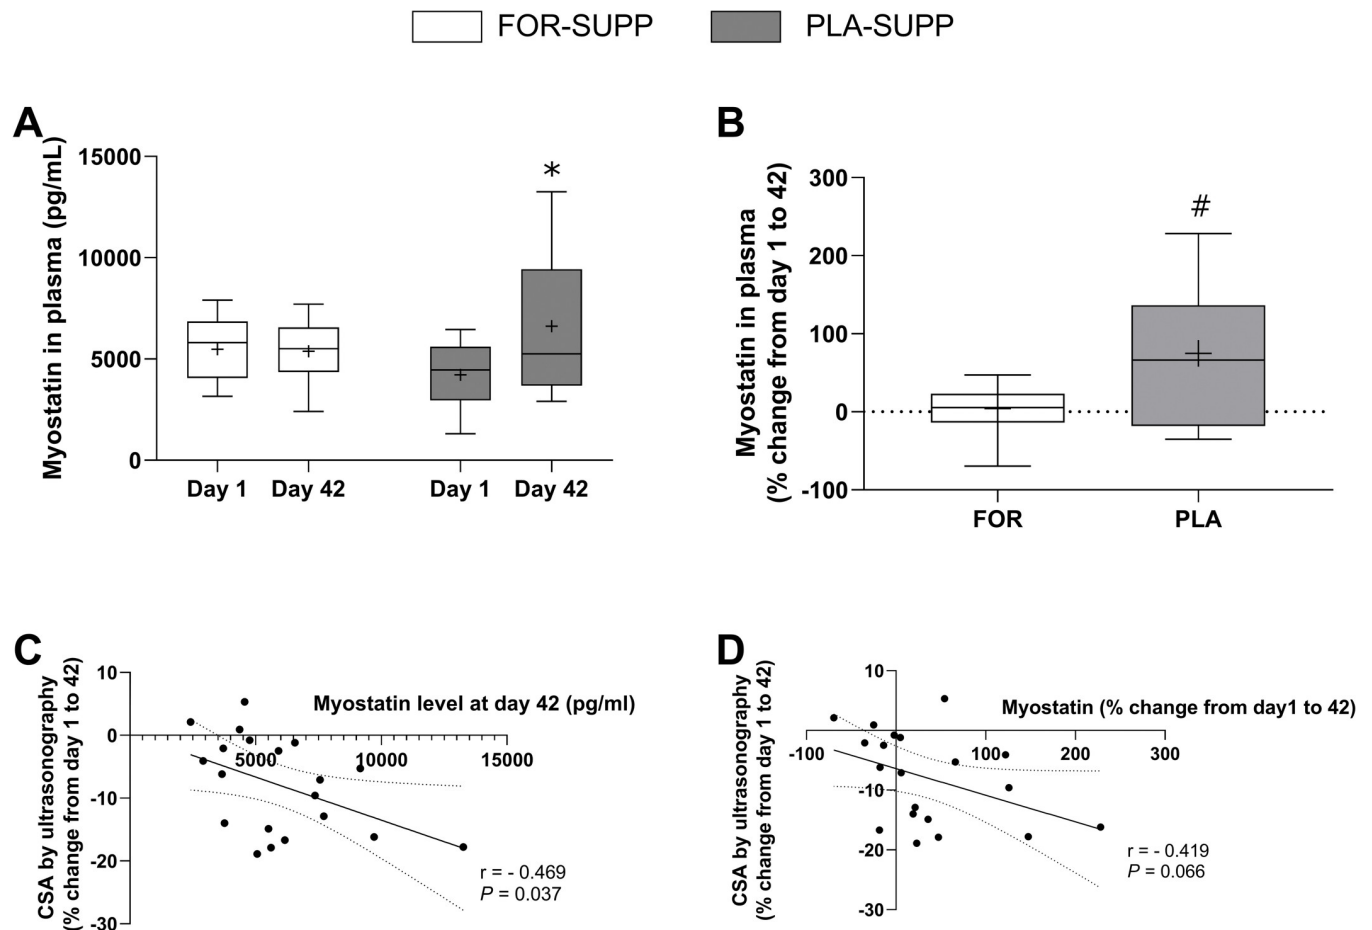 FOR-SUPP PLA-SUPP
A
Myostatin in plasma (pg/mL)
15000
10000
5000
0
*
Day 1 Day 42 Day 1 Day 42
B
Myostatin in plasma
(% change from day 1 to 42)
300
200
100
0
-100
#
FOR PLA
C
CSA by ultrasonography
(% change from day 1 to 42)
10
0
-10
-20
-30
Myostatin level at day 42 (pg/ml)
5000 10000 15000
r = - 0.469
P = 0.037
D
CSA by ultrasonography
(% change from day 1 to 42)
10
-10
-20
-30
Myostatin (% change from day1 to 42)
-100 0 100 200 300
r = - 0.419
P = 0.066